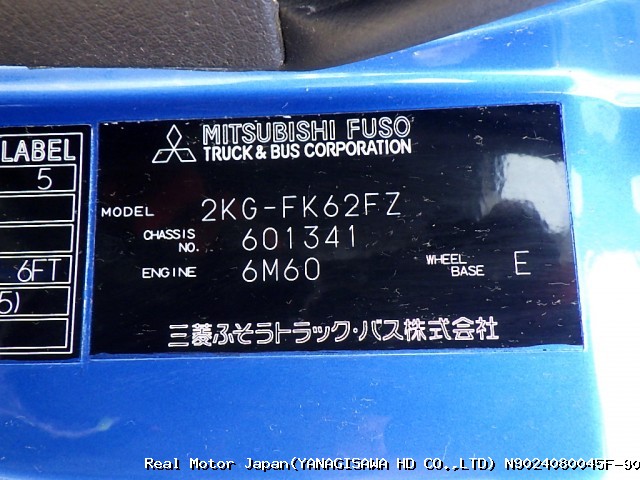 LABEL
5
6FT
5)
MITSUBISHI FUSO
TRUCK & BUS CORPORATION
MODEL 2KG-FK62FZ
CHASSIS NO. 601341
ENGINE 6M60 WHEEL BASE E
三菱ふそうトラック・バス株式会社
Real Motor Japan(YANAGISAWA HD CO.,LTD) N9024080045F-90